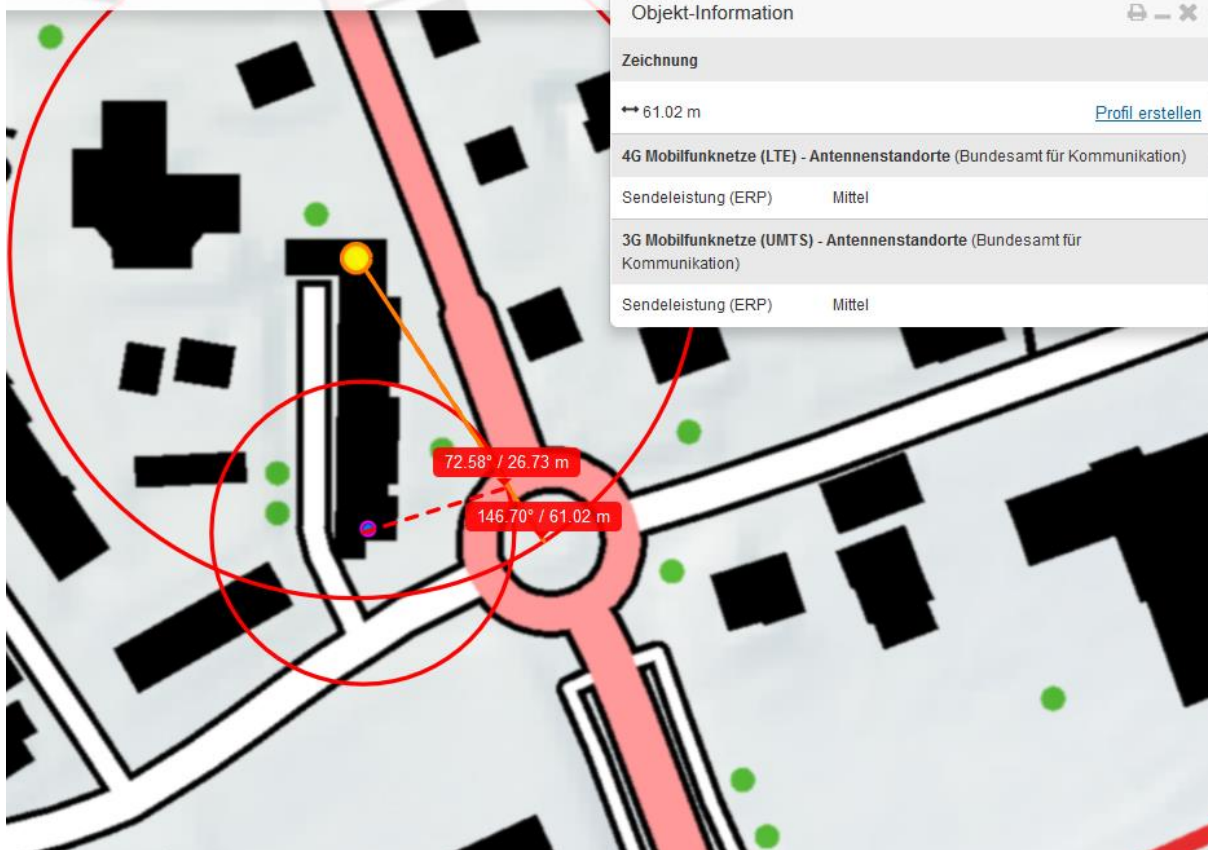 Objekt-Information
Zeichnung
↔ 61.02 m Profil erstellen
4G Mobilfunknetze (LTE) - Antennenstandorte (Bundesamt für Kommunikation)
Sendeleistung (ERP) Mittel
3G Mobilfunknetze (UMTS) - Antennenstandorte (Bundesamt für
Kommunikation)
Sendeleistung (ERP) Mittel
72.58° / 26.73 m
146.70° / 61.02 m